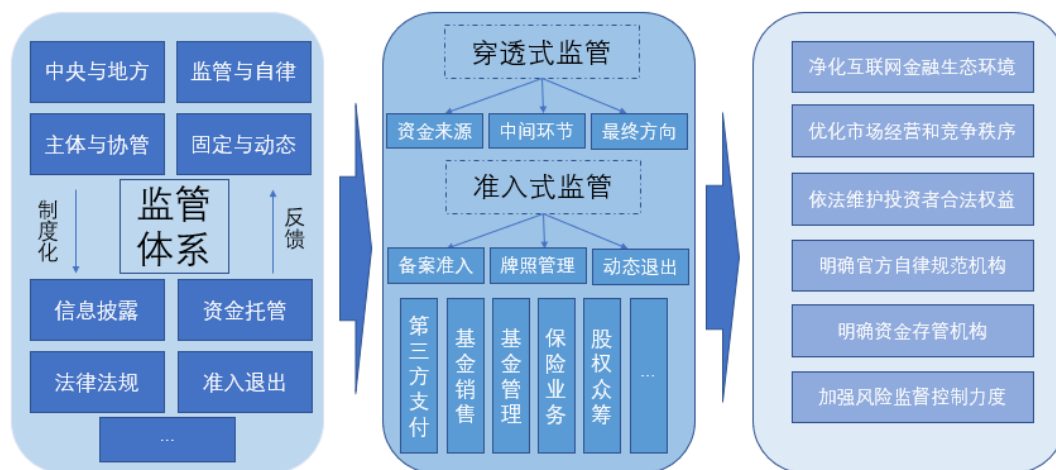 中央与地方
监管与自律
主体与协管
固定与动态
制度化
监管
体系
反馈
信息披露
资金托管
法律法规
准入退出
...
穿透式监管
资金来源
中间环节
最终方向
准入式监管
备案准入
牌照管理
动态退出
第三方支付
基金销售
基金管理
保险业务
股权众筹
...
净化互联网金融生态环境
优化市场经营和竞争秩序
依法维护投资者合法权益
明确官方自律规范机构
明确资金存管机构
加强风险监督控制力度